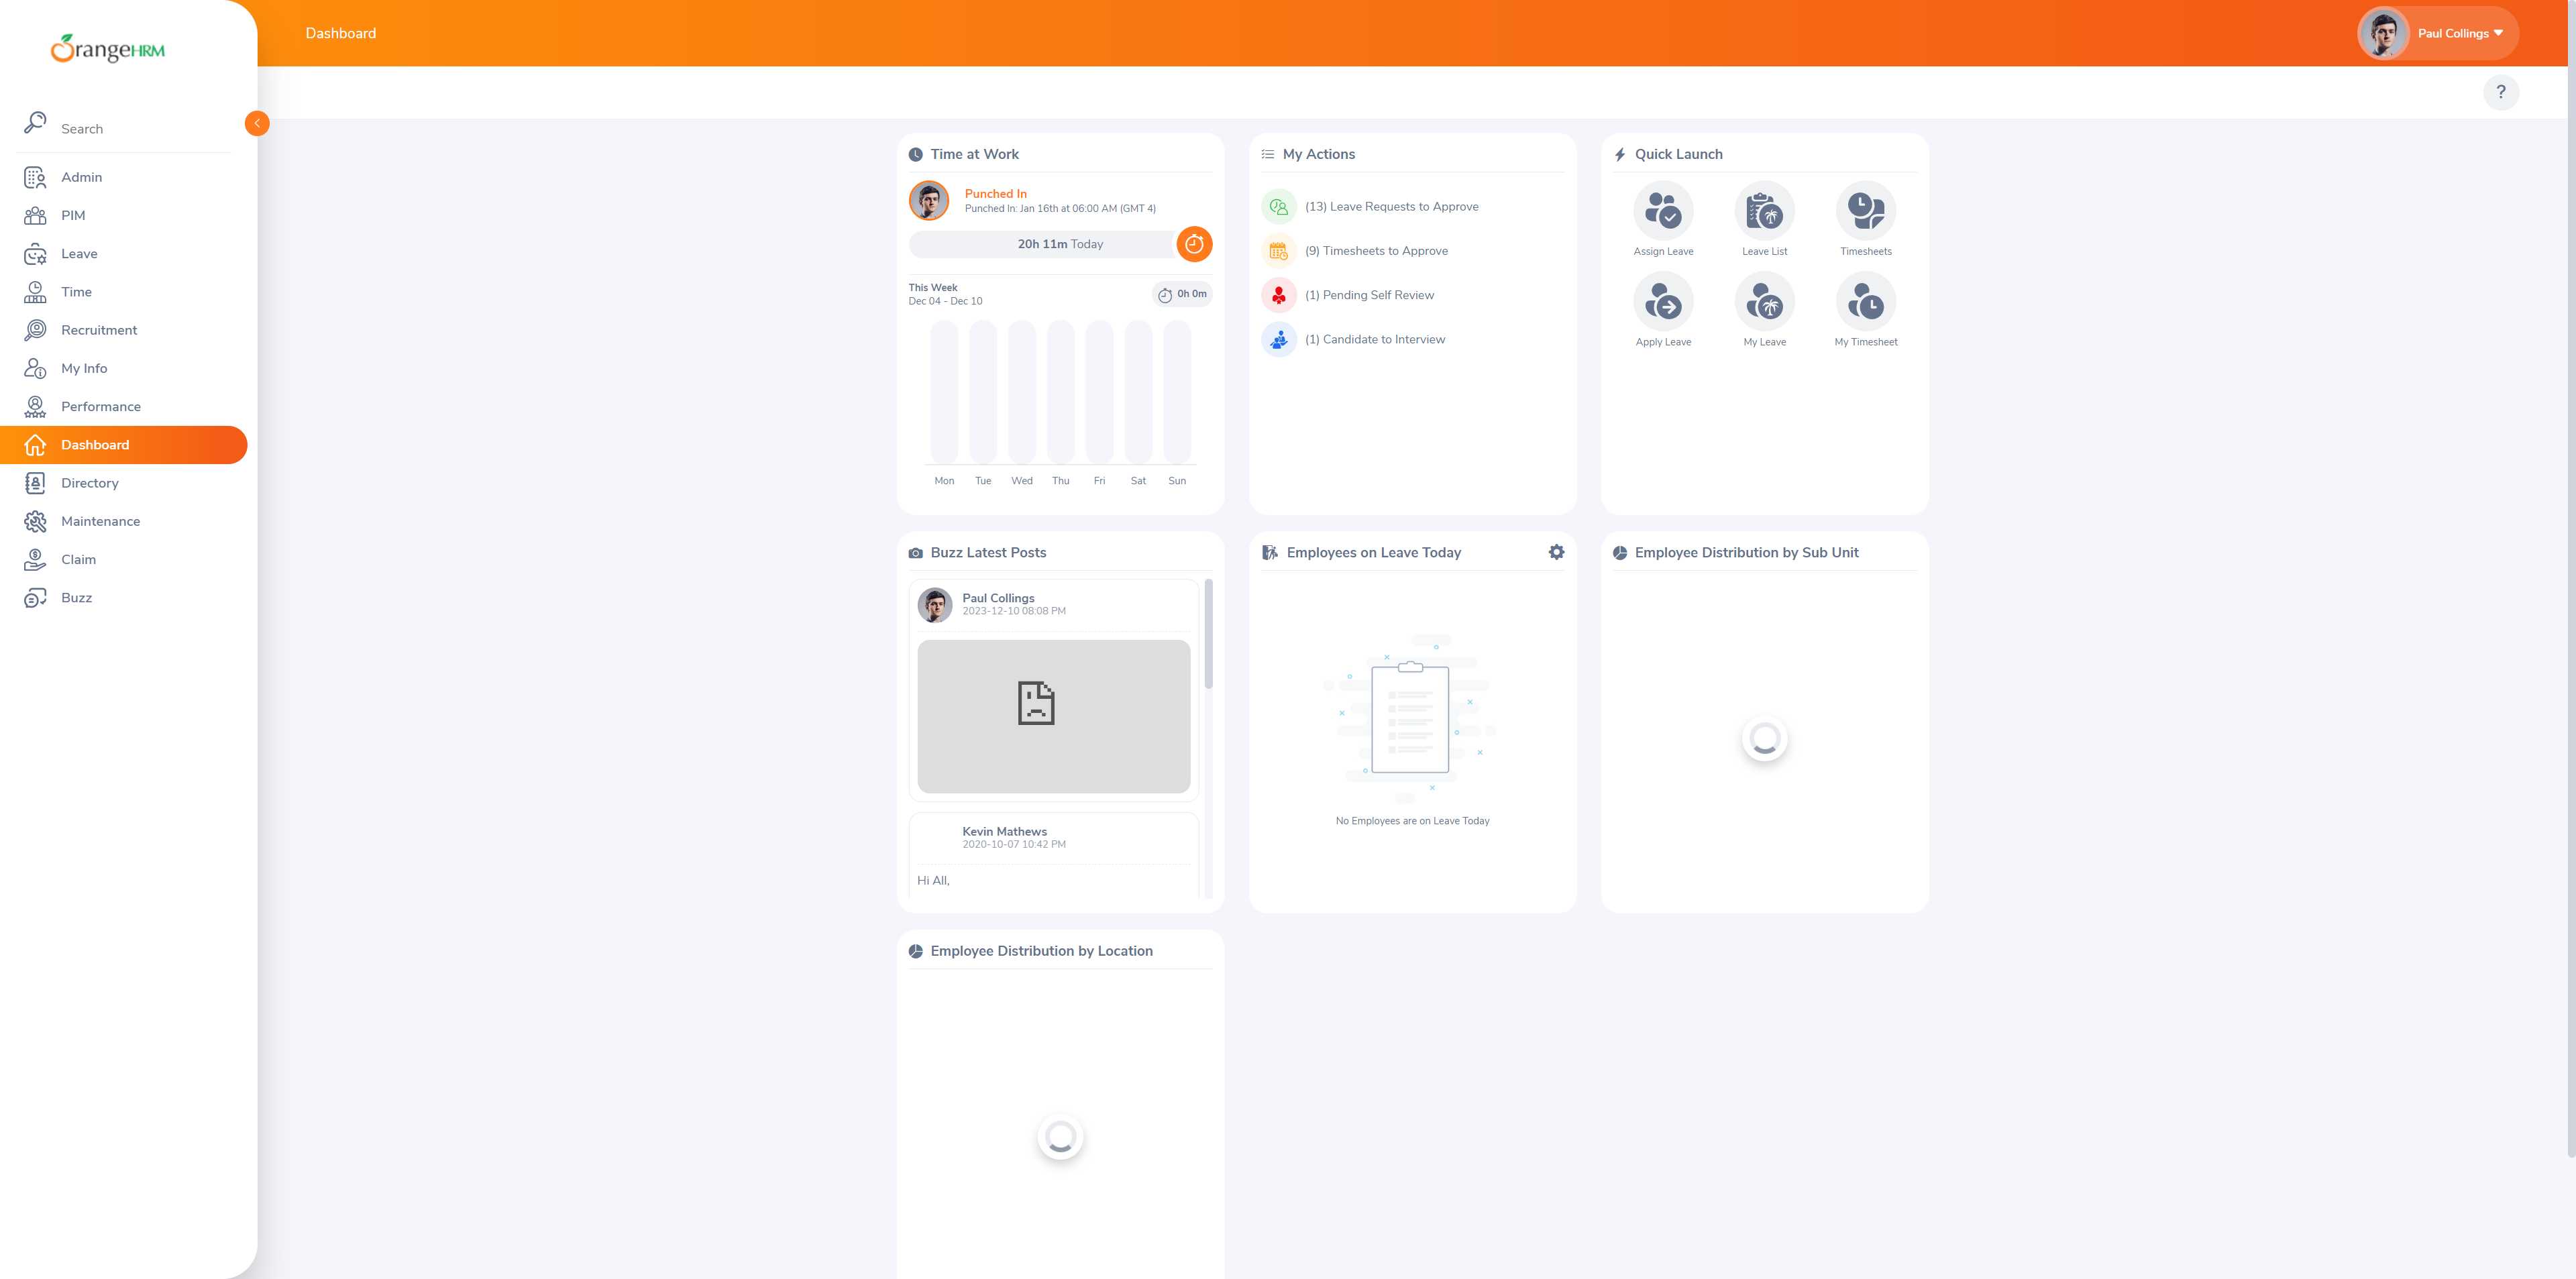 OrangeHRM
Dashboard
Paul Collings
?
Search
Admin
PIM
Leave
Time
Recruitment
My Info
Performance
Dashboard
Directory
Maintenance
Claim
Buzz
Time at Work
Punched In
Punched In: Jan 16th at 06:00 AM (GMT 4)
20h 11m Today
This Week
Dec 04 - Dec 10
0h 0m
Mon Tue Wed Thu Fri Sat Sun
My Actions
(13) Leave Requests to Approve
(9) Timesheets to Approve
(1) Pending Self Review
(1) Candidate to Interview
Quick Launch
Assign Leave Leave List Timesheets
Apply Leave My Leave My Timesheet
Buzz Latest Posts
Paul Collings
2023-12-10 08:08 PM
Kevin Mathews
2020-10-07 10:42 PM
Hi All,
Employees on Leave Today
No Employees are on Leave Today
Employee Distribution by Sub Unit
Employee Distribution by Location